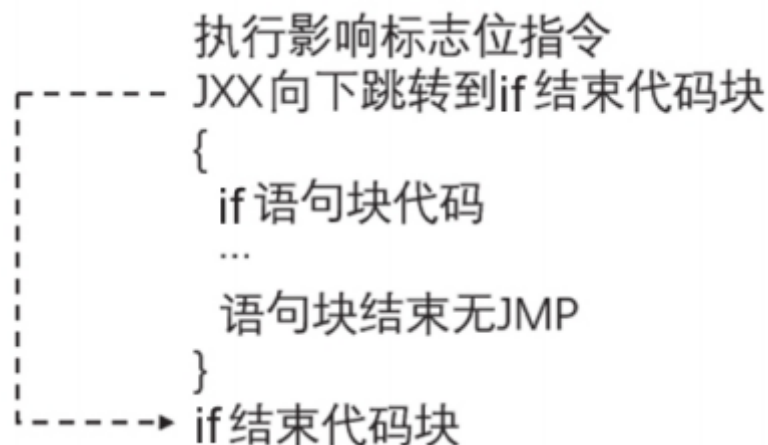 执行影响标志位指令
JXX向下跳转到if结束代码块
{
if 语句块代码
...
语句块结束无JMP
}
if结束代码块